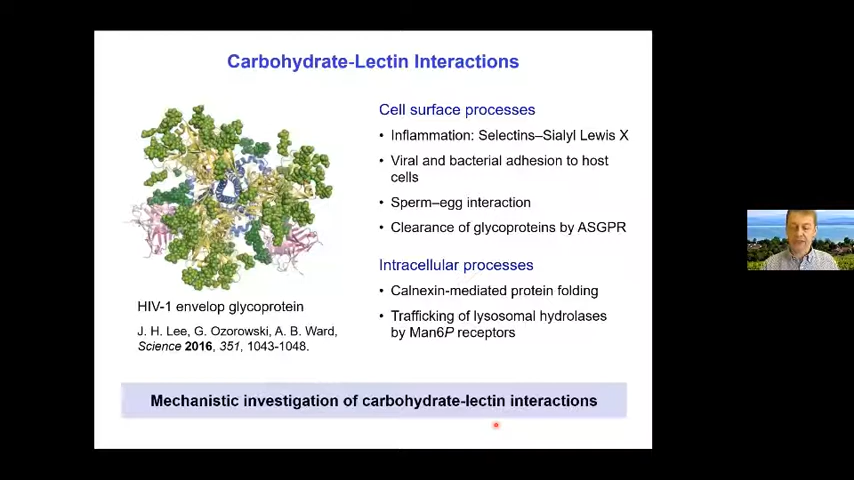 Carbohydrate-Lectin Interactions
Cell surface processes
• Inflammation: Selectins–Sialyl Lewis X
• Viral and bacterial adhesion to host
cells
• Sperm–egg interaction
• Clearance of glycoproteins by ASGPR
Intracellular processes
• Calnexin-mediated protein folding
• Trafficking of lysosomal hydrolases
by Man6P receptors
HIV-1 envelop glycoprotein
J. H. Lee, G. Ozorowski, A. B. Ward,
Science 2016, 351, 1043-1048.
Mechanistic investigation of carbohydrate-lectin interactions